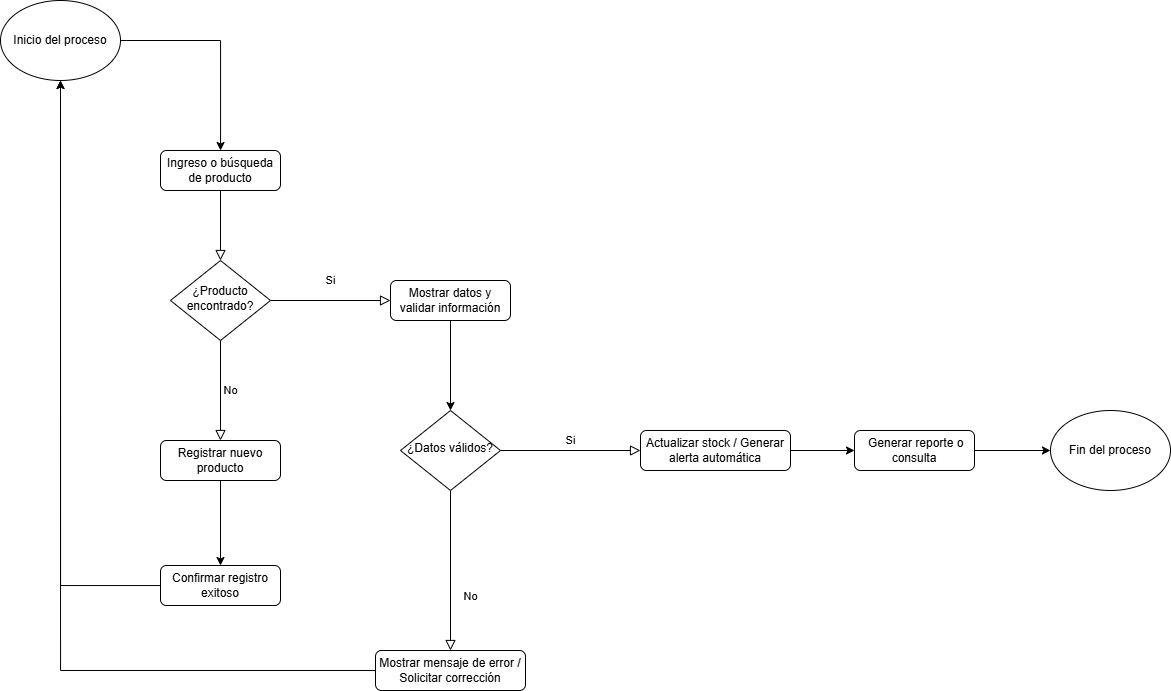 Inicio del proceso
Ingreso o búsqueda
de producto
¿Producto
encontrado?
Si
Mostrar datos y
validar información
No
Registrar nuevo
producto
¿Datos válidos?
Si
Actualizar stock / Generar
alerta automática
Generar reporte o
consulta
Fin del proceso
Confirmar registro
exitoso
No
Mostrar mensaje de error /
Solicitar corrección